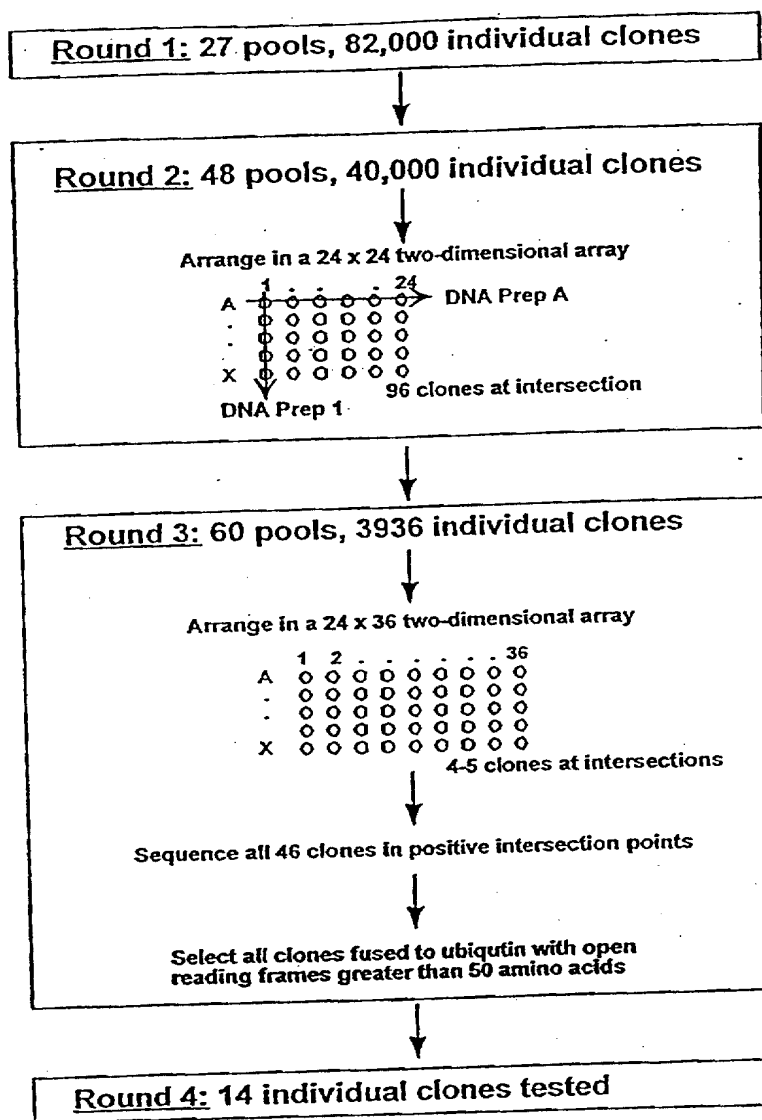 Round 1: 27 pools, 82,000 individual clones
Round 2: 48 pools, 40,000 individual clones
Arrange in a 24 x 24 two-dimensional array
1 . . . . 24
A
DNA Prep A
.
.
X
96 clones at intersection
DNA Prep 1
Round 3: 60 pools, 3936 individual clones
Arrange in a 24 x 36 two-dimensional array
1 2 . . . . . . 36
A
.
.
X
4-5 clones at intersections
Sequence all 46 clones in positive intersection points
Select all clones fused to ubiqutin with open
reading frames greater than 50 amino acids
Round 4: 14 individual clones tested